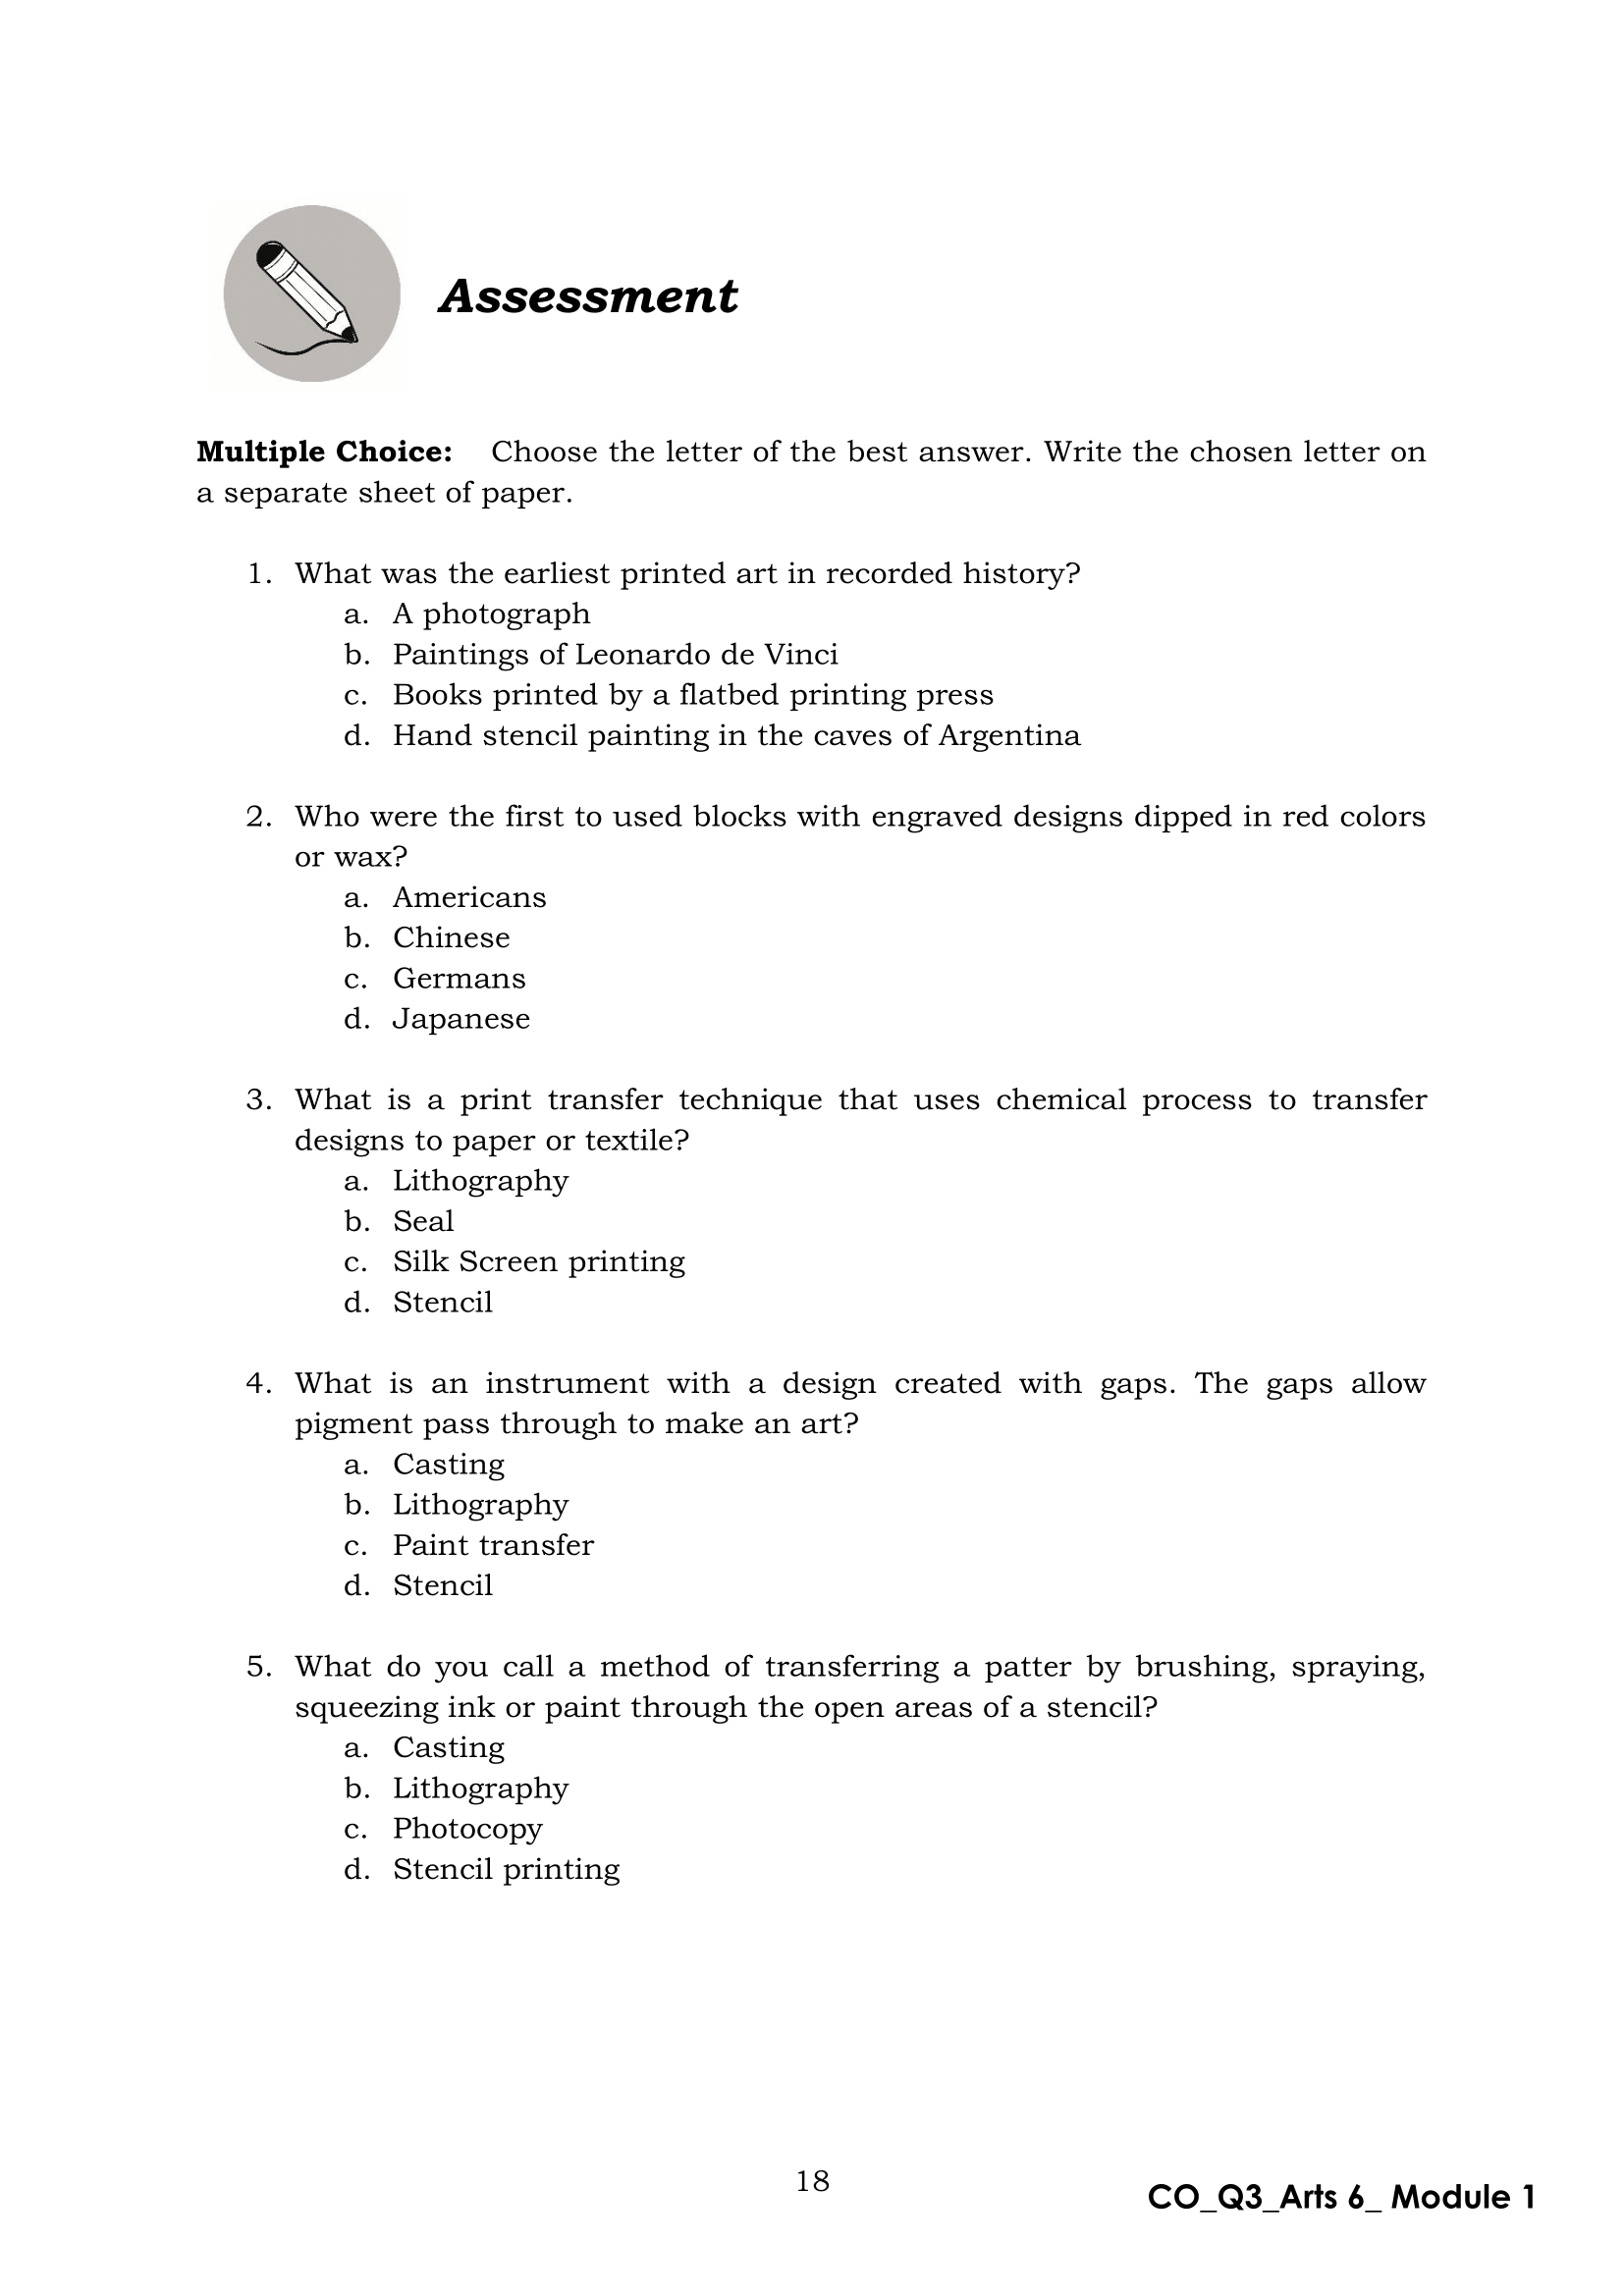 Assessment
Multiple Choice: Choose the letter of the best answer. Write the chosen letter on
a separate sheet of paper.
1. What was the earliest printed art in recorded history?
a. A photograph
b. Paintings of Leonardo de Vinci
c. Books printed by a flatbed printing press
d. Hand stencil painting in the caves of Argentina
2. Who were the first to used blocks with engraved designs dipped in red colors
or wax?
a. Americans
b. Chinese
c. Germans
d. Japanese
3. What is a print transfer technique that uses chemical process to transfer
designs to paper or textile?
a. Lithography
b. Seal
c. Silk Screen printing
d. Stencil
4. What is an instrument with a design created with gaps. The gaps allow
pigment pass through to make an art?
a. Casting
b. Lithography
c. Paint transfer
d. Stencil
5. What do you call a method of transferring a patter by brushing, spraying,
squeezing ink or paint through the open areas of a stencil?
a. Casting
b. Lithography
c. Photocopy
d. Stencil printing
18
CO_Q3_Arts 6_ Module 1